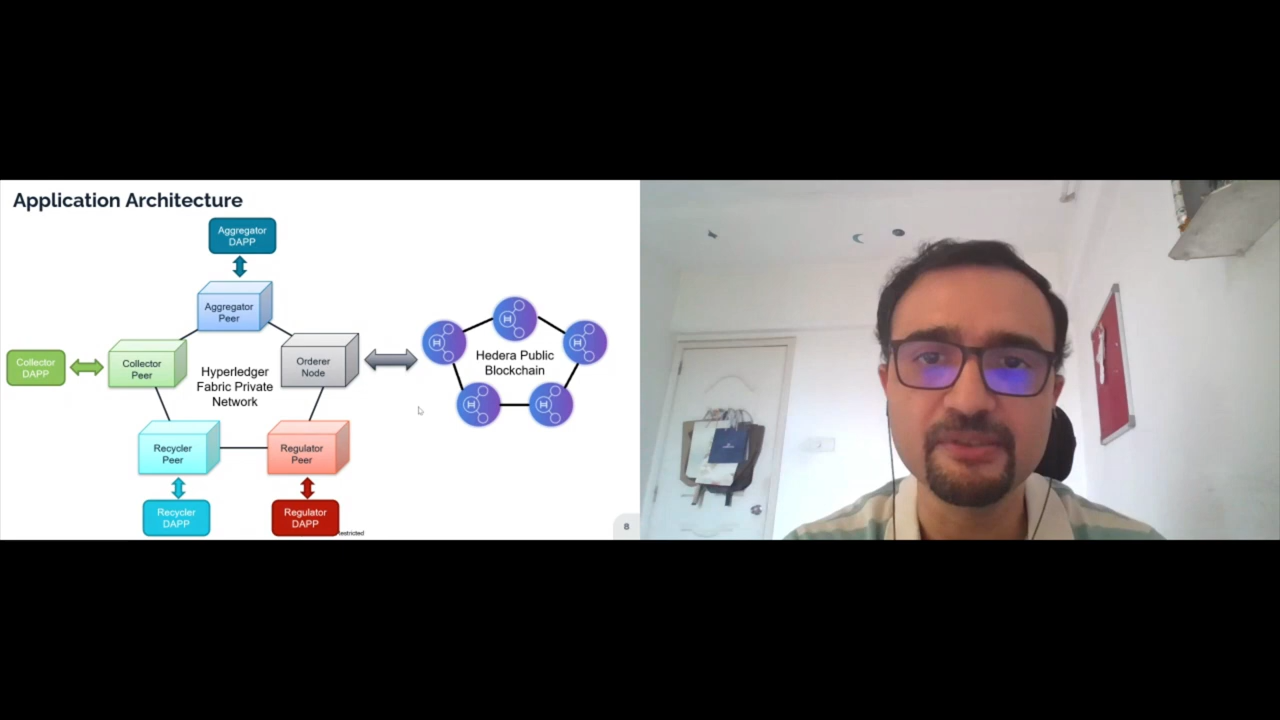 Application Architecture
Aggregator
DAPP
Aggregator
Peer
Collector
DAPP
Collector
Peer
Hyperledger
Fabric Private
Network
Orderer
Node
Hedera Public
Blockchain
Recycler
Peer
Regulator
Peer
Recycler
DAPP
Regulator
DAPP
8